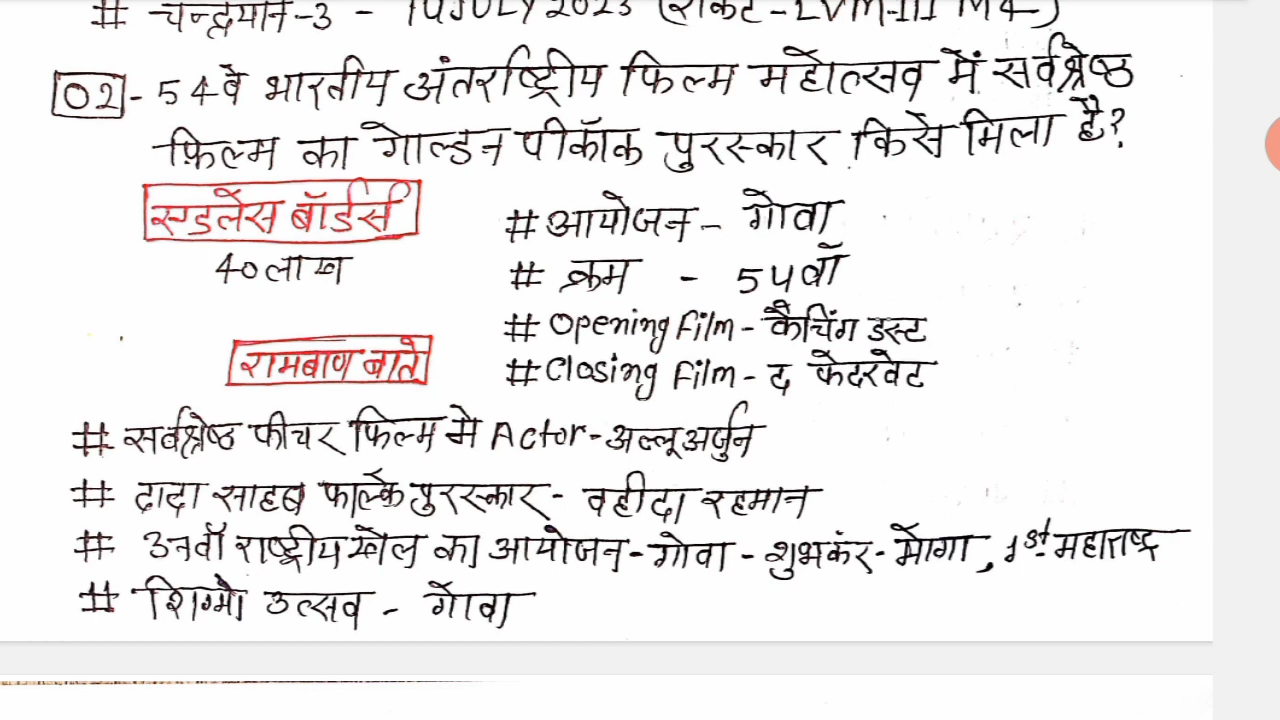 # चन्द्रयान-3 - 14 JULY 2023 (रॉकेट - LVM-III M4)
02 - 54वे भारतीय अंतर्राष्ट्रीय फिल्म महोत्सव में सर्वश्रेष्ठ
फिल्म का गोल्डन पीकॉक पुरस्कार किसे मिला है?
एण्डलेस बॉर्डर्स
40 लाख
# आयोजन - गोवा
# क्रम - 54वाँ
# Opening Film - कैचिंग डस्ट
# Closing Film - द फेदरवेट
रामबाण बाते
# सर्वश्रेष्ठ फीचर फिल्म मे Actor - अल्लू अर्जुन
# दादा साहब फाल्के पुरस्कार - वहीदा रहमान
# 37वाँ राष्ट्रीय खेल का आयोजन - गोवा - शुभकंर - मोगा, 1st महाराष्ट्र
# शिग्मो उत्सव - गोवा